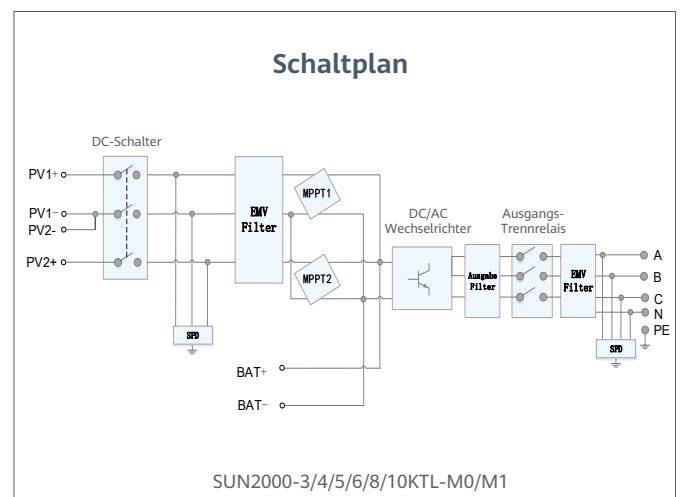 Schaltplan
DC-Schalter
PV1+
PV1-
PV2-
PV2+
EMV
Filter
MPPT1
MPPT2
SPD
BAT+
BAT-
DC/AC
Wechselrichter
Ausgabe
Filter
Ausgangs-
Trennrelais
EMV
Filter
A
B
C
N
PE
SPD
SUN2000-3/4/5/6/8/10KTL-M0/M1